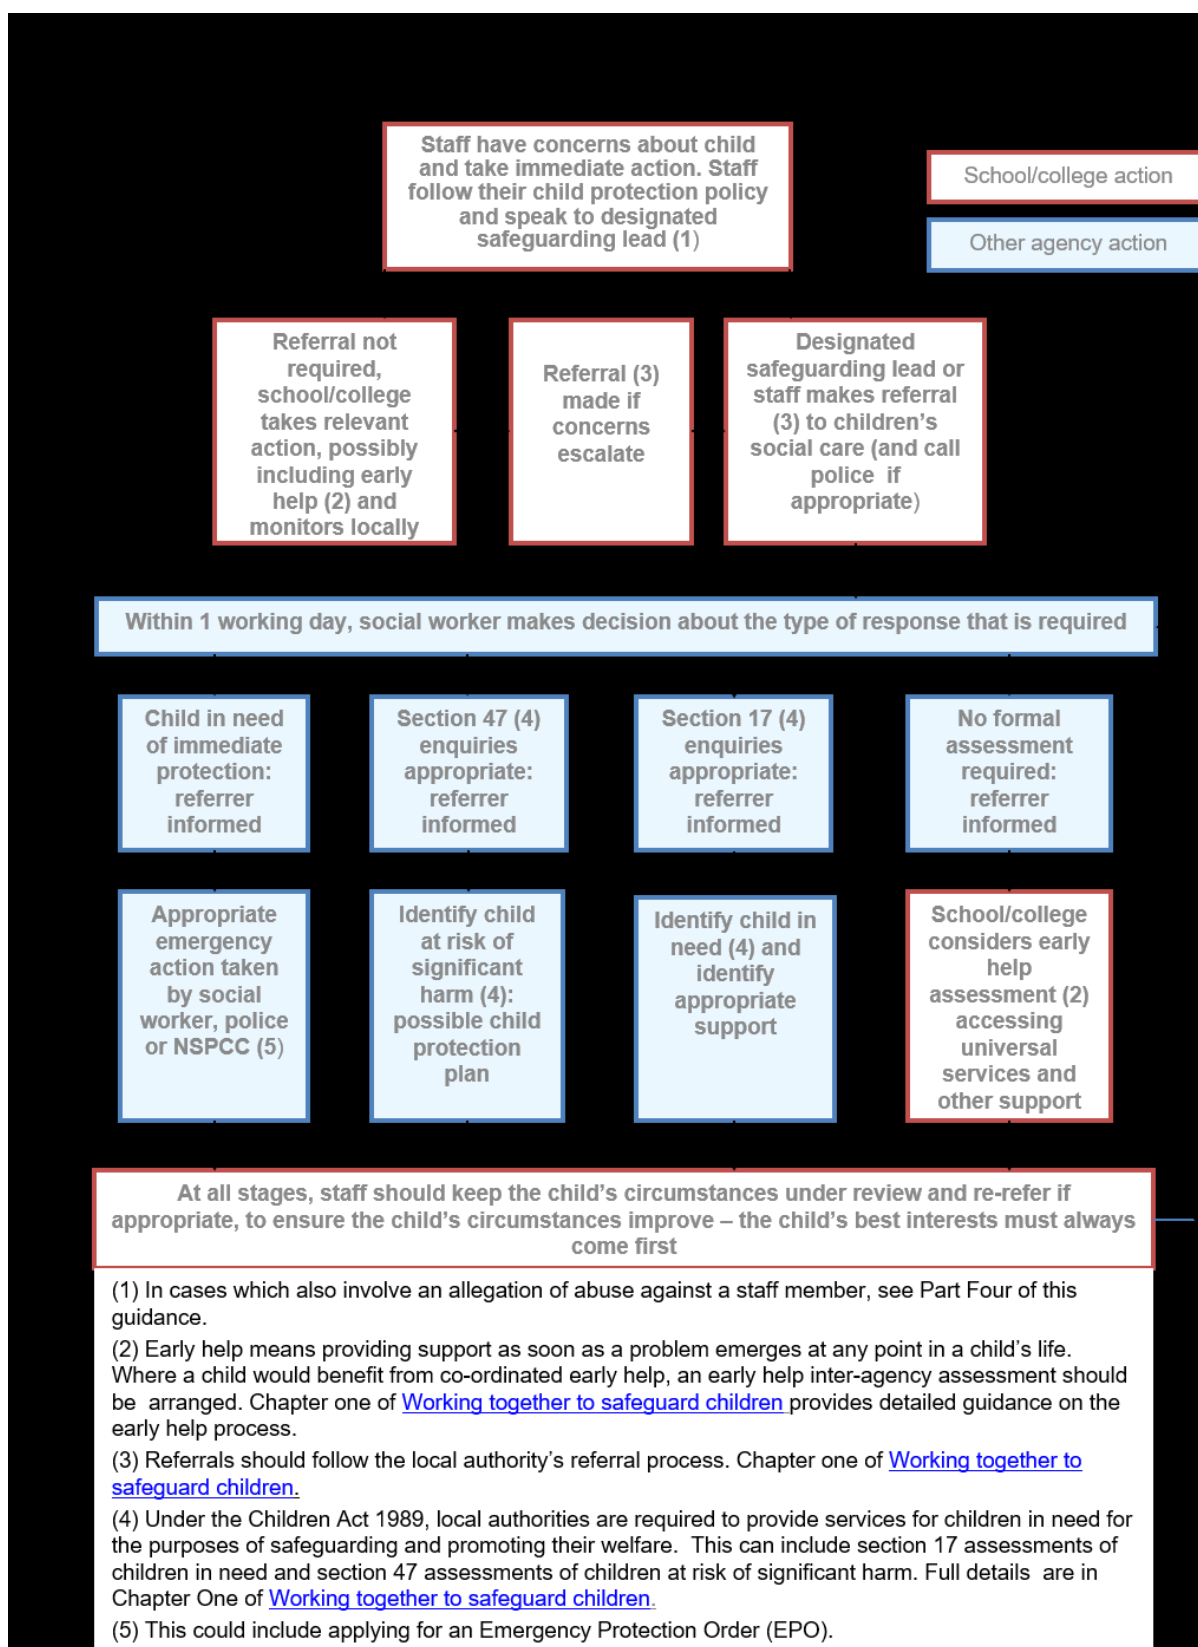 Staff have concerns about child
and take immediate action. Staff
follow their child protection policy
and speak to designated
safeguarding lead (1)
School/college action
Other agency action
Referral not
required,
school/college
takes relevant
action, possibly
including early
help (2) and
monitors locally
Referral (3)
made if
concerns
escalate
Designated
safeguarding lead or
staff makes referral
(3) to children’s
social care (and call
police  if
appropriate)
Within 1 working day, social worker makes decision about the type of response that is required
Child in need
of immediate
protection:
referrer
informed
Section 47 (4)
enquiries
appropriate:
referrer
informed
Section 17 (4)
enquiries
appropriate:
referrer
informed
No formal
assessment
required:
referrer
informed
Appropriate
emergency
action taken
by social
worker, police
or NSPCC (5)
Identify child
at risk of
significant
harm (4):
possible child
protection
plan
Identify child in
need (4) and
identify
appropriate
support
School/college
considers early
help
assessment (2)
accessing
universal
services and
other support
At all stages, staff should keep the child’s circumstances under review and re-refer if
appropriate, to ensure the child’s circumstances improve – the child’s best interests must always
come first
(1) In cases which also involve an allegation of abuse against a staff member, see Part Four of this
guidance.
(2) Early help means providing support as soon as a problem emerges at any point in a child’s life.
Where a child would benefit from co-ordinated early help, an early help inter-agency assessment should
be  arranged. Chapter one of Working together to safeguard children provides detailed guidance on the
early help process.
(3) Referrals should follow the local authority’s referral process. Chapter one of Working together to
safeguard children.
(4) Under the Children Act 1989, local authorities are required to provide services for children in need for
the purposes of safeguarding and promoting their welfare.  This can include section 17 assessments of
children in need and section 47 assessments of children at risk of significant harm. Full details  are in
Chapter One of Working together to safeguard children.
(5) This could include applying for an Emergency Protection Order (EPO).